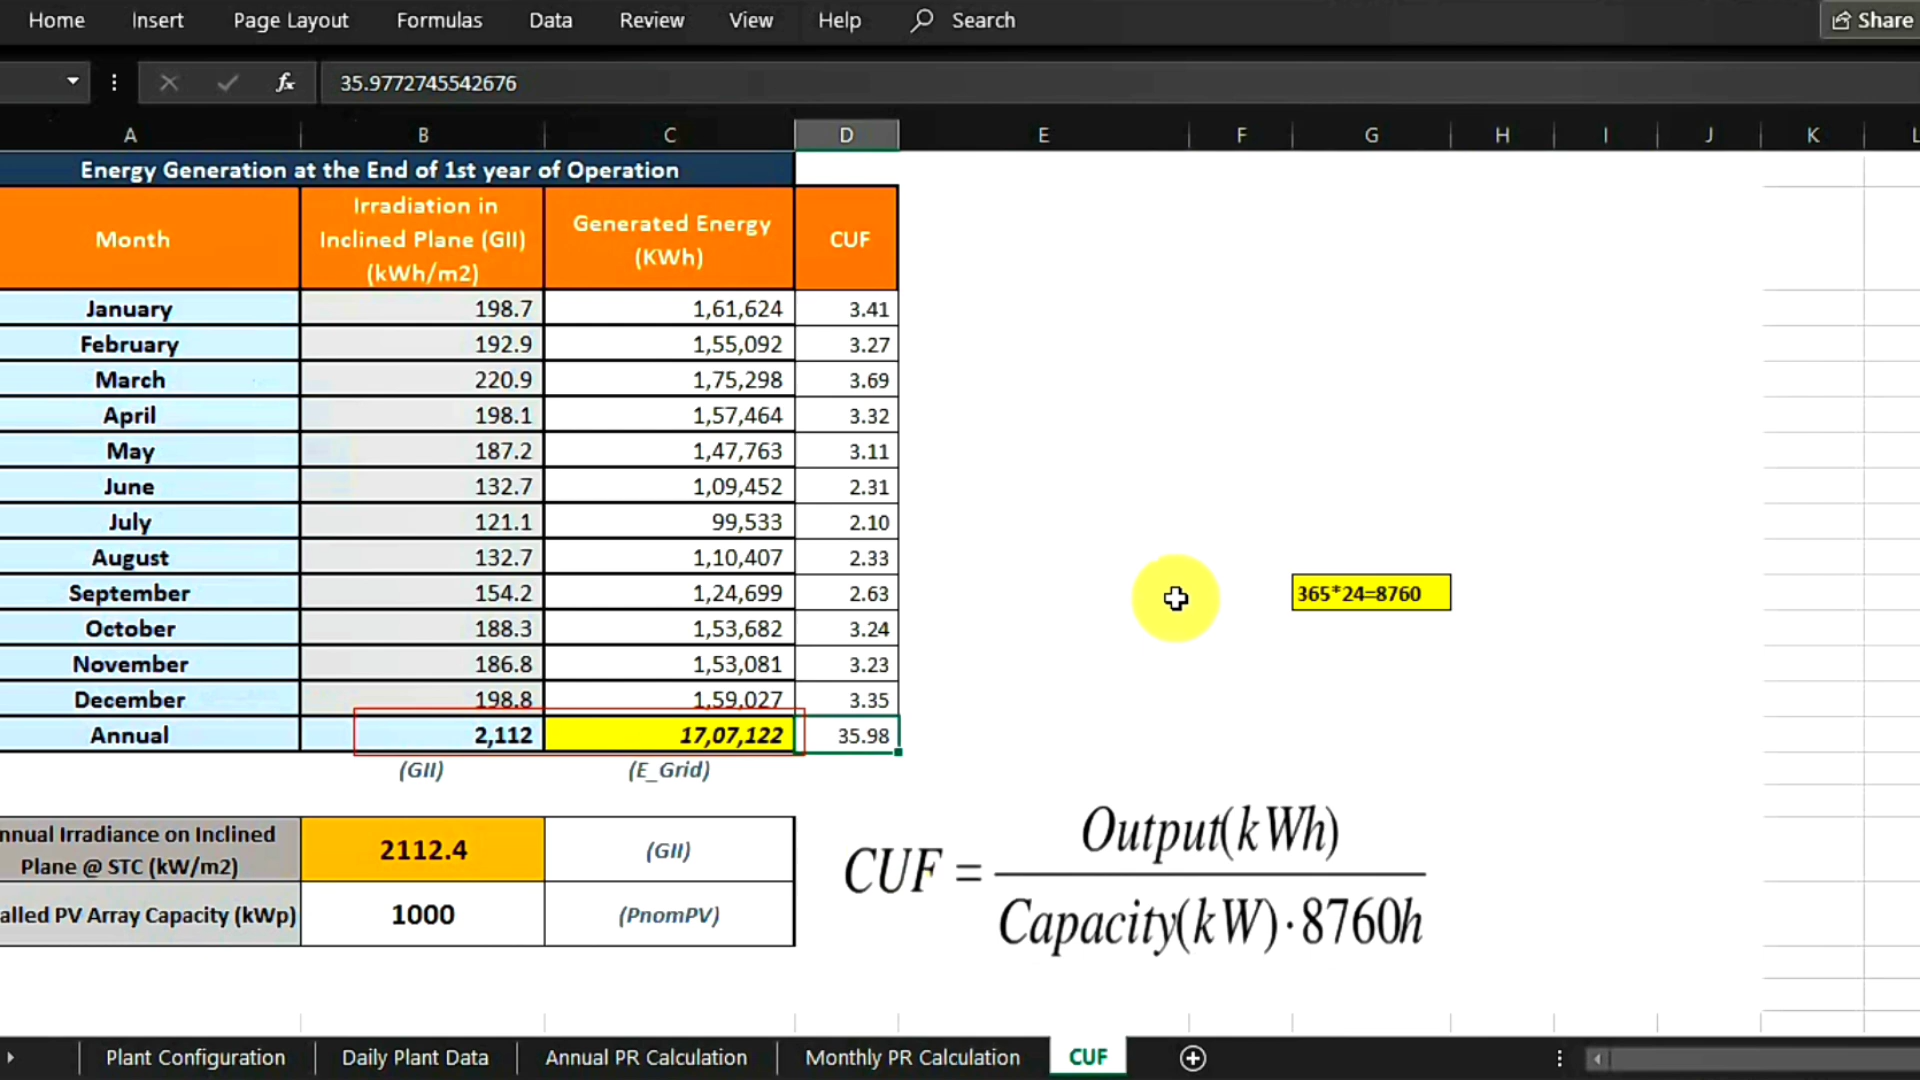 Home Insert Page Layout Formulas Data Review View Help Search Share
fx 35.9772745542676
A B C D E F G H I J K L
Energy Generation at the End of 1st year of Operation
Month Irradiation in Inclined Plane (GII) (kWh/m2) Generated Energy (KWh) CUF
January 198.7 1,61,624 3.41
February 192.9 1,55,092 3.27
March 220.9 1,75,298 3.69
April 198.1 1,57,464 3.32
May 187.2 1,47,763 3.11
June 132.7 1,09,452 2.31
July 121.1 99,533 2.10
August 132.7 1,10,407 2.33
September 154.2 1,24,699 2.63
365*24=8760
October 188.3 1,53,682 3.24
November 186.8 1,53,081 3.23
December 198.8 1,59,027 3.35
Annual 2,112 17,07,122 35.98
(GII) (E_Grid)
nnual Irradiance on Inclined
Plane @ STC (kW/m2) 2112.4 (GII)
alled PV Array Capacity (kWp) 1000 (PnomPV)
CUF = Output(kWh)
Capacity(kW)·8760h
Plant Configuration Daily Plant Data Annual PR Calculation Monthly PR Calculation CUF